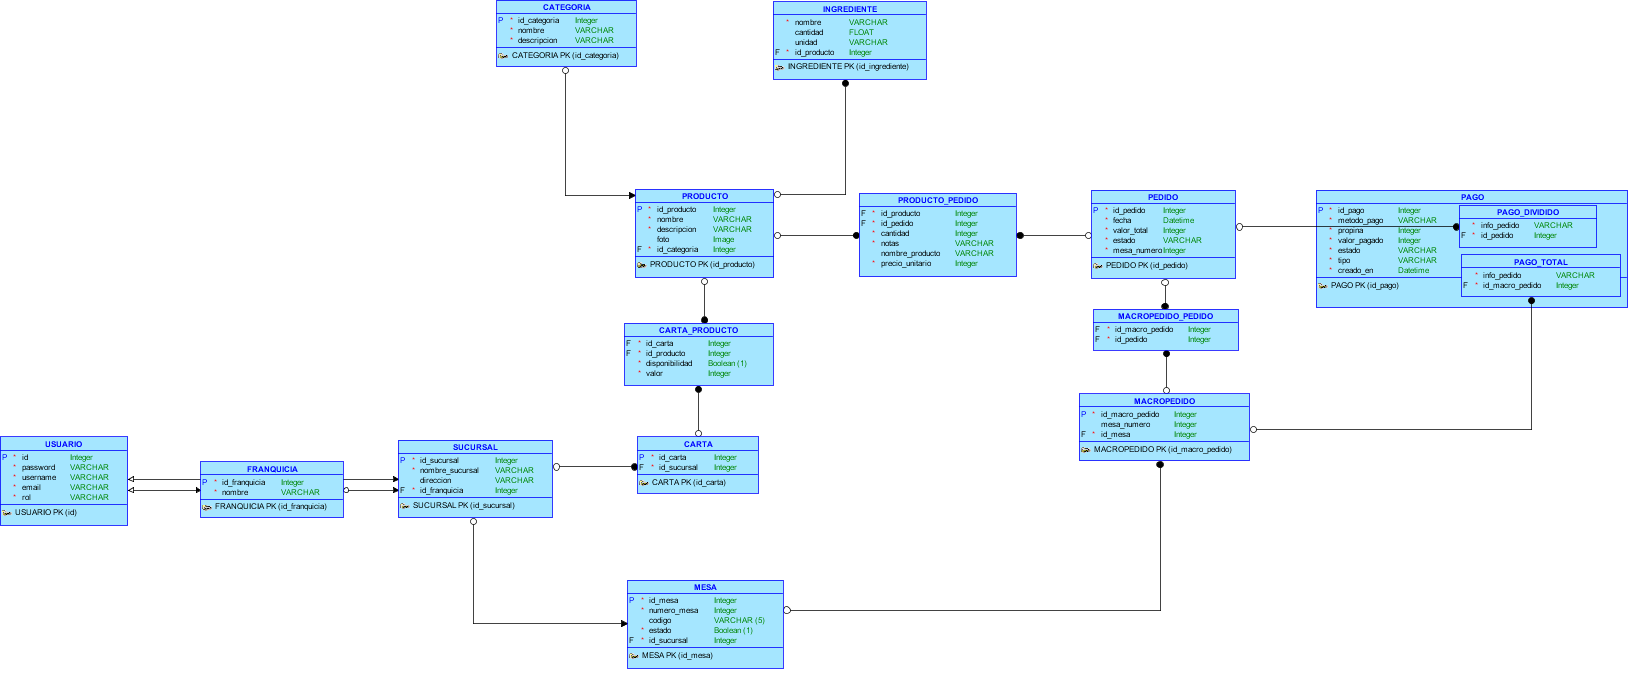 CATEGORIA
P * id_categoria Integer
* nombre VARCHAR
* descripcion VARCHAR
CATEGORIA PK (id_categoria)
INGREDIENTE
* nombre VARCHAR
cantidad FLOAT
unidad VARCHAR
F * id_producto Integer
INGREDIENTE PK (id_ingrediente)
PRODUCTO
P * id_producto Integer
* nombre VARCHAR
* descripcion VARCHAR
foto Image
F * id_categoria Integer
PRODUCTO PK (id_producto)
PRODUCTO_PEDIDO
F * id_producto Integer
F * id_pedido Integer
* cantidad Integer
* notas VARCHAR
nombre_producto VARCHAR
* precio_unitario Integer
PEDIDO
P * id_pedido Integer
* fecha Datetime
* valor_total Integer
* estado VARCHAR
* mesa_numero Integer
PEDIDO PK (id_pedido)
PAGO
P * id_pago Integer
* metodo_pago VARCHAR
* propina Integer
* valor_pagado Integer
* estado VARCHAR
* tipo VARCHAR
* creado_en Datetime
PAGO PK (id_pago)
PAGO_DIVIDIDO
* info_pedido VARCHAR
F * id_pedido Integer
PAGO_TOTAL
* info_pedido VARCHAR
F * id_macro_pedido Integer
CARTA_PRODUCTO
F * id_carta Integer
F * id_producto Integer
* disponibilidad Boolean (1)
* valor Integer
MACROPEDIDO_PEDIDO
F * id_macro_pedido Integer
F * id_pedido Integer
MACROPEDIDO
P * id_macro_pedido Integer
mesa_numero Integer
F * id_mesa Integer
MACROPEDIDO PK (id_macro_pedido)
USUARIO
P * id Integer
* password VARCHAR
* username VARCHAR
* email VARCHAR
* rol VARCHAR
USUARIO PK (id)
FRANQUICIA
P * id_franquicia Integer
* nombre VARCHAR
FRANQUICIA PK (id_franquicia)
SUCURSAL
P * id_sucursal Integer
* nombre_sucursal VARCHAR
direccion VARCHAR
F * id_franquicia Integer
SUCURSAL PK (id_sucursal)
CARTA
P * id_carta Integer
F * id_sucursal Integer
CARTA PK (id_carta)
MESA
P * id_mesa Integer
* numero_mesa Integer
codigo VARCHAR (5)
* estado Boolean (1)
F * id_sucursal Integer
MESA PK (id_mesa)